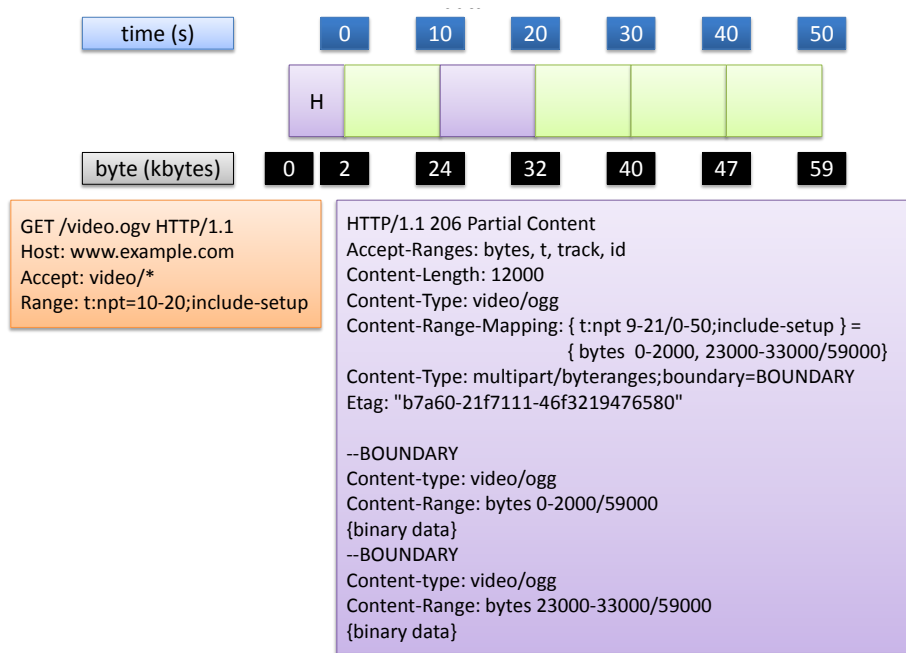 time (s) 0 10 20 30 40 50
H
byte (kbytes) 0 2 24 32 40 47 59
GET /video.ogv HTTP/1.1
Host: www.example.com
Accept: video/*
Range: t:npt=10-20;include-setup
HTTP/1.1 206 Partial Content
Accept-Ranges: bytes, t, track, id
Content-Length: 12000
Content-Type: video/ogg
Content-Range-Mapping: { t:npt 9-21/0-50;include-setup } =
{ bytes  0-2000, 23000-33000/59000}
Content-Type: multipart/byteranges;boundary=BOUNDARY
Etag: "b7a60-21f7111-46f3219476580"
--BOUNDARY
Content-type: video/ogg
Content-Range: bytes 0-2000/59000
{binary data}
--BOUNDARY
Content-type: video/ogg
Content-Range: bytes 23000-33000/59000
{binary data}